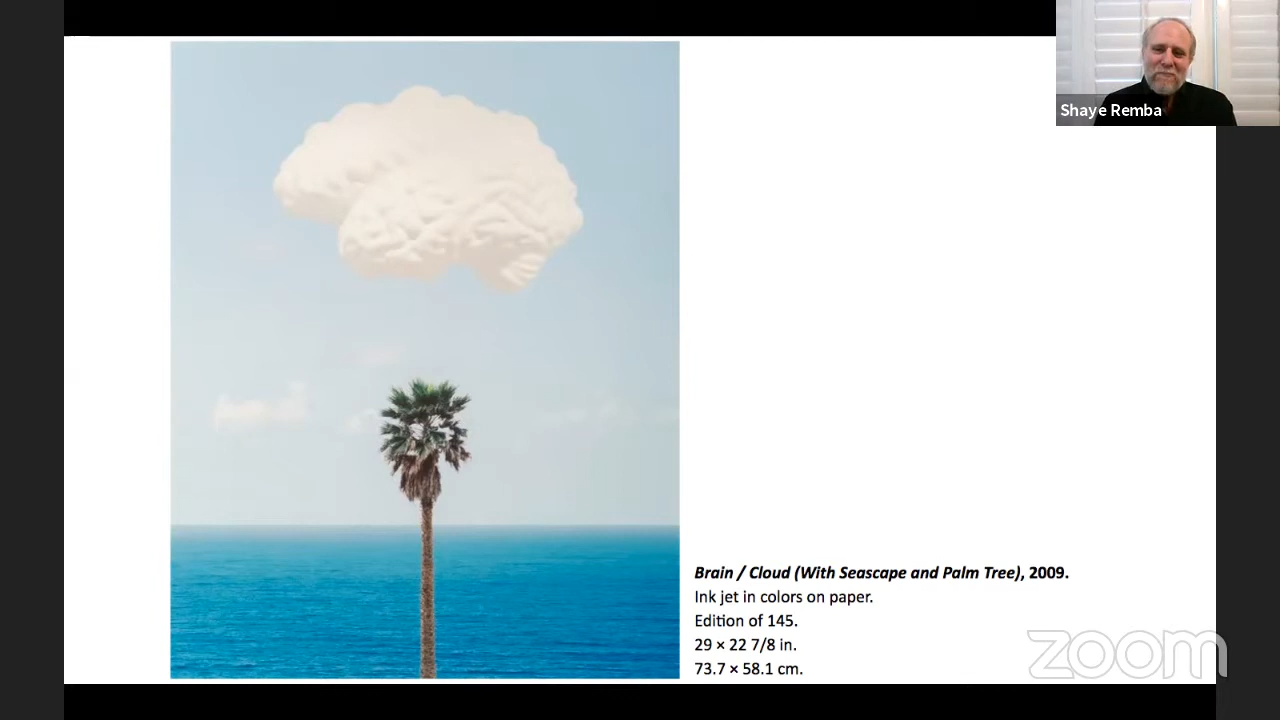 Shaye Remba
Brain / Cloud (With Seascape and Palm Tree), 2009.
Ink jet in colors on paper.
Edition of 145.
29 × 22 7/8 in.
73.7 × 58.1 cm.
zoom